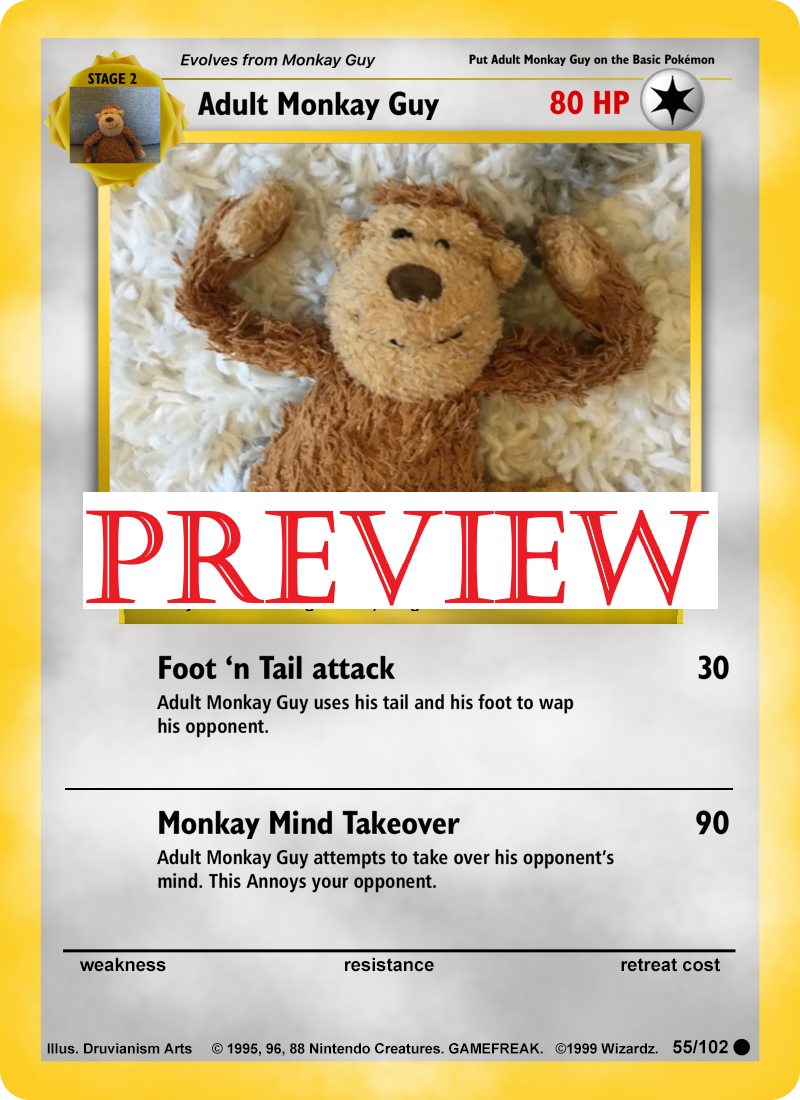 Evolves from Monkay Guy
Put Adult Monkay Guy on the Basic Pokémon
STAGE 2
Adult Monkay Guy
80 HP
PREVIEW
Foot ‘n Tail attack
30
Adult Monkay Guy uses his tail and his foot to wap
his opponent.
Monkay Mind Takeover
90
Adult Monkay Guy attempts to take over his opponent‘s
mind. This Annoys your opponent.
weakness
resistance
retreat cost
Illus. Druvianism Arts
© 1995, 96, 88 Nintendo Creatures. GAMEFREAK.
©1999 Wizardz.
55/102